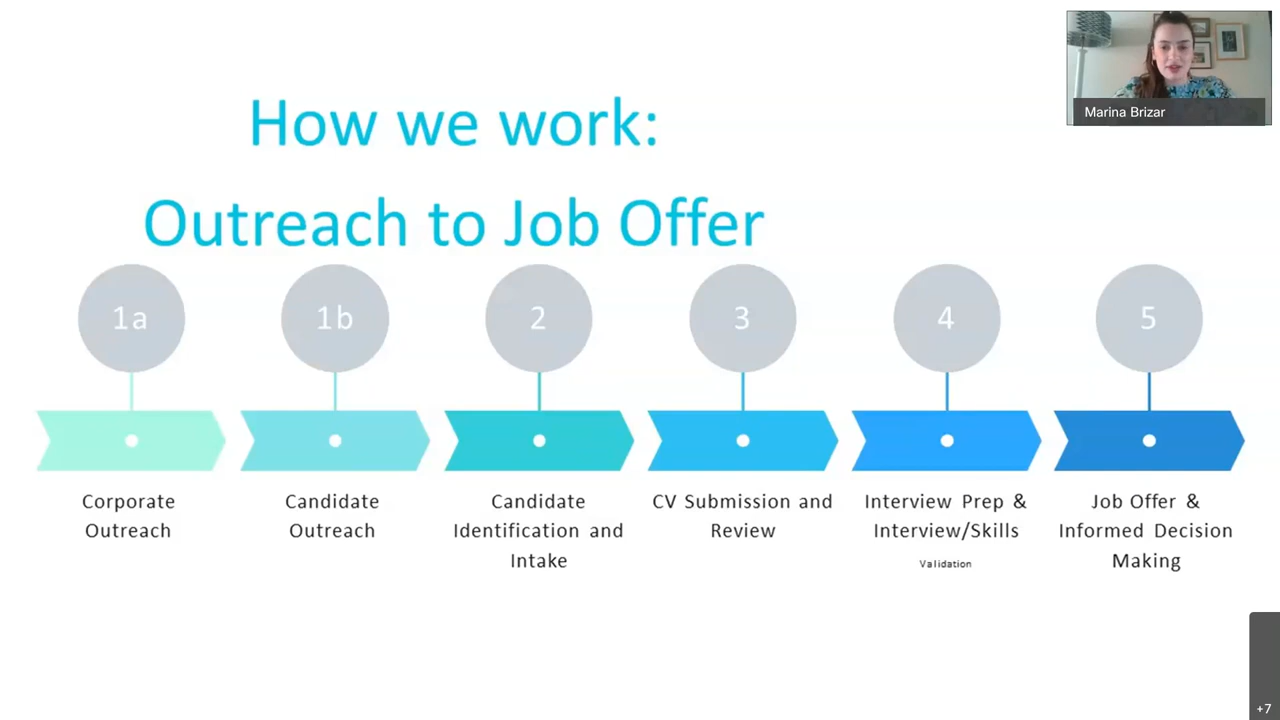 How we work:
Outreach to Job Offer
Marina Brizar
1a
1b
2
3
4
5
Corporate
Outreach
Candidate
Outreach
Candidate
Identification and
Intake
CV Submission and
Review
Interview Prep &
Interview/Skills
Validation
Job Offer &
Informed Decision
Making
+7